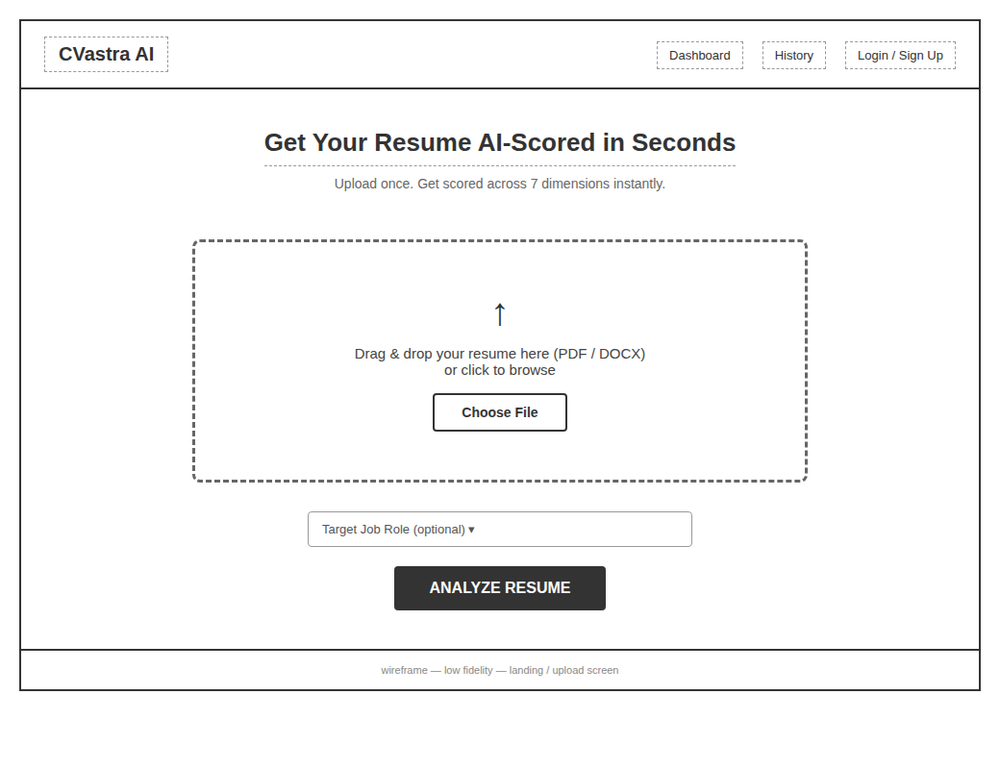 CVastra AI
Dashboard
History
Login / Sign Up
Get Your Resume AI-Scored in Seconds
Upload once. Get scored across 7 dimensions instantly.
↑
Drag & drop your resume here (PDF / DOCX)
or click to browse
Choose File
Target Job Role (optional) ▾
ANALYZE RESUME
wireframe — low fidelity — landing / upload screen